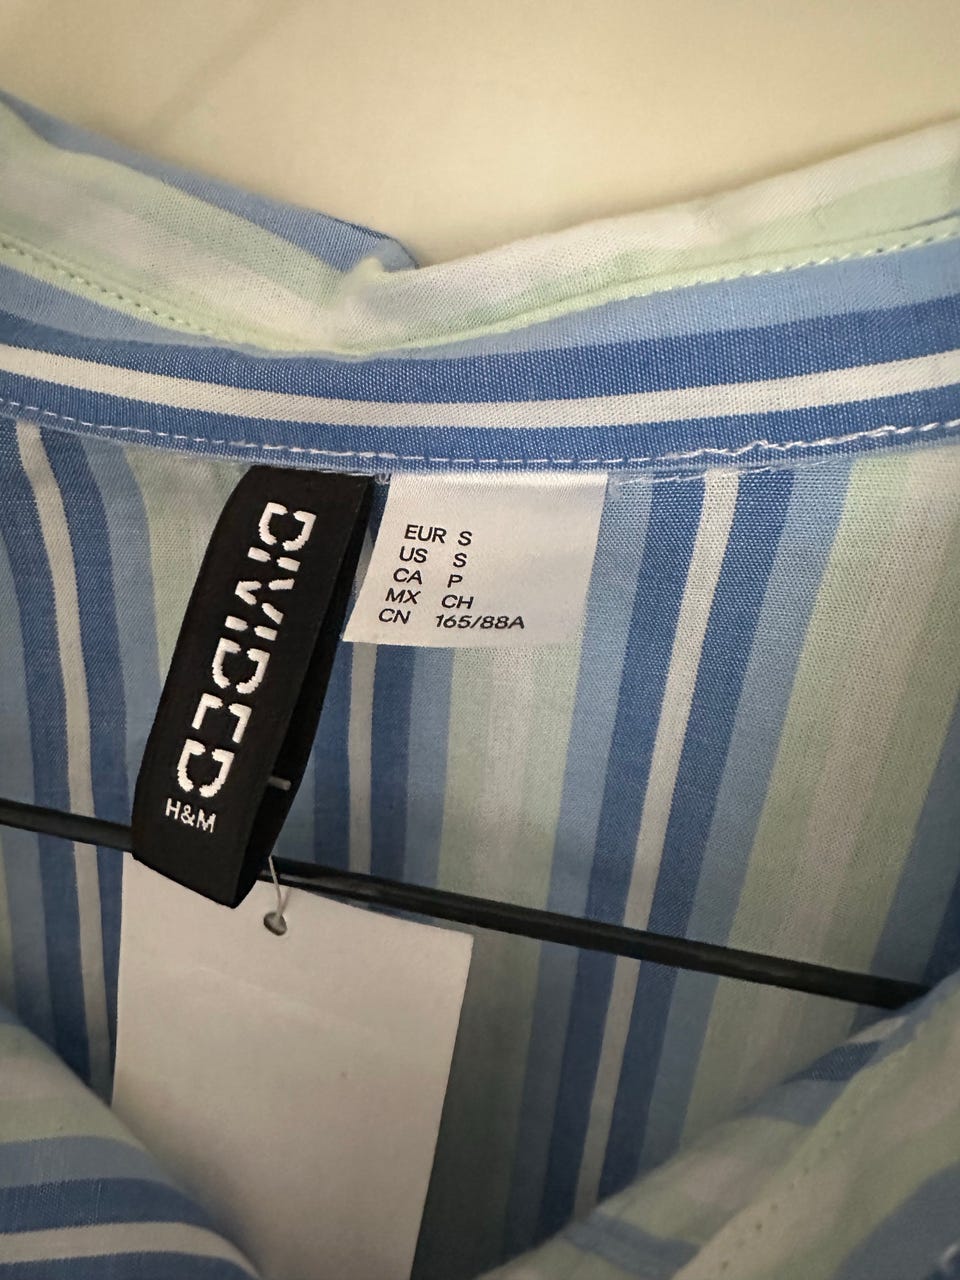 DIVIDED
H&M
EUR S
US S
CA P
MX CH
CN 165/88A